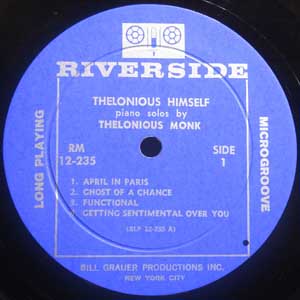 RIVERSIDE
THELONIOUS HIMSELF
piano solos by
THELONIOUS MONK
RM
12-235
SIDE
1
LONG PLAYING
MICROGROOVE
1 APRIL IN PARIS
2 GHOST OF A CHANCE
3 FUNCTIONAL
4 GETTING SENTIMENTAL OVER YOU
(RLP 12-235 A)
BILL GRAUER PRODUCTIONS INC.
NEW YORK CITY